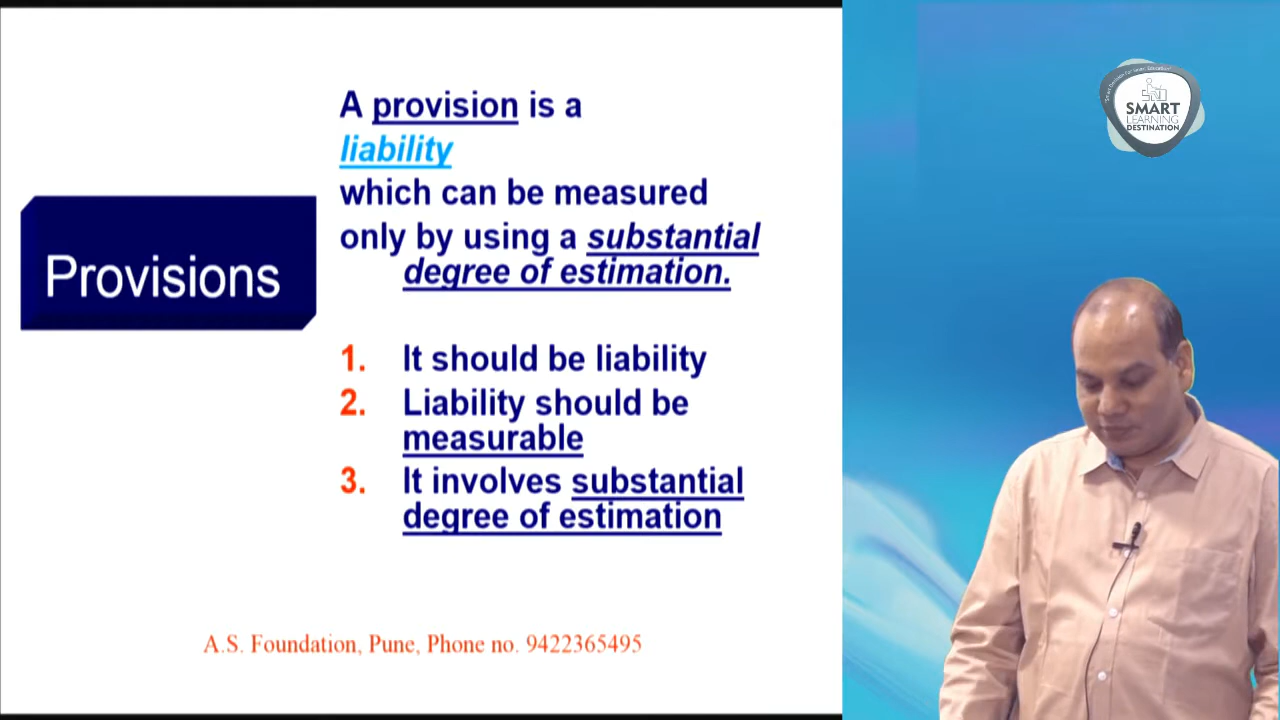 Provisions
A provision is a
liability
which can be measured
only by using a substantial
degree of estimation.
1. It should be liability
2. Liability should be
measurable
3. It involves substantial
degree of estimation
A.S. Foundation, Pune, Phone no. 9422365495
SMART
LEARNING
DESTINATION